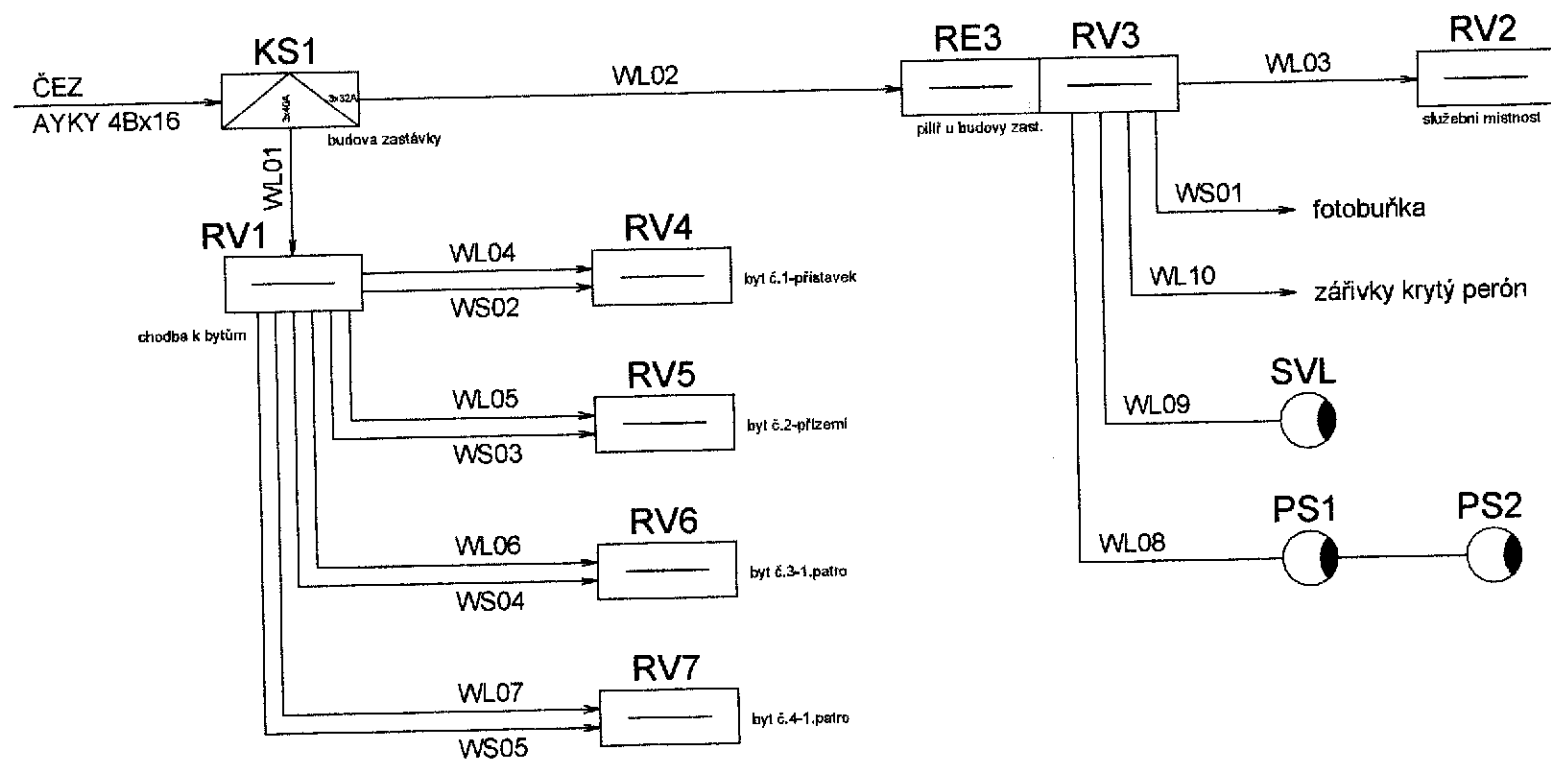 KS1
RE3
RV3
RV2
ČEZ
AYKY 4Bx16
3x40A
3x32A
WL02
WL03
budova zastávky
pilíř u budovy zast.
služební místnost
WL01
RV1
chodba k bytům
WL04
WS02
RV4
byt č.1-přístavek
WL05
WS03
RV5
byt č.2-přízemí
WL06
WS04
RV6
byt č.3-1.patro
WL07
WS05
RV7
byt č.4-1.patro
WS01
fotobuňka
WL10
zářivky krytý perón
SVL
WL09
PS1
PS2
WL08